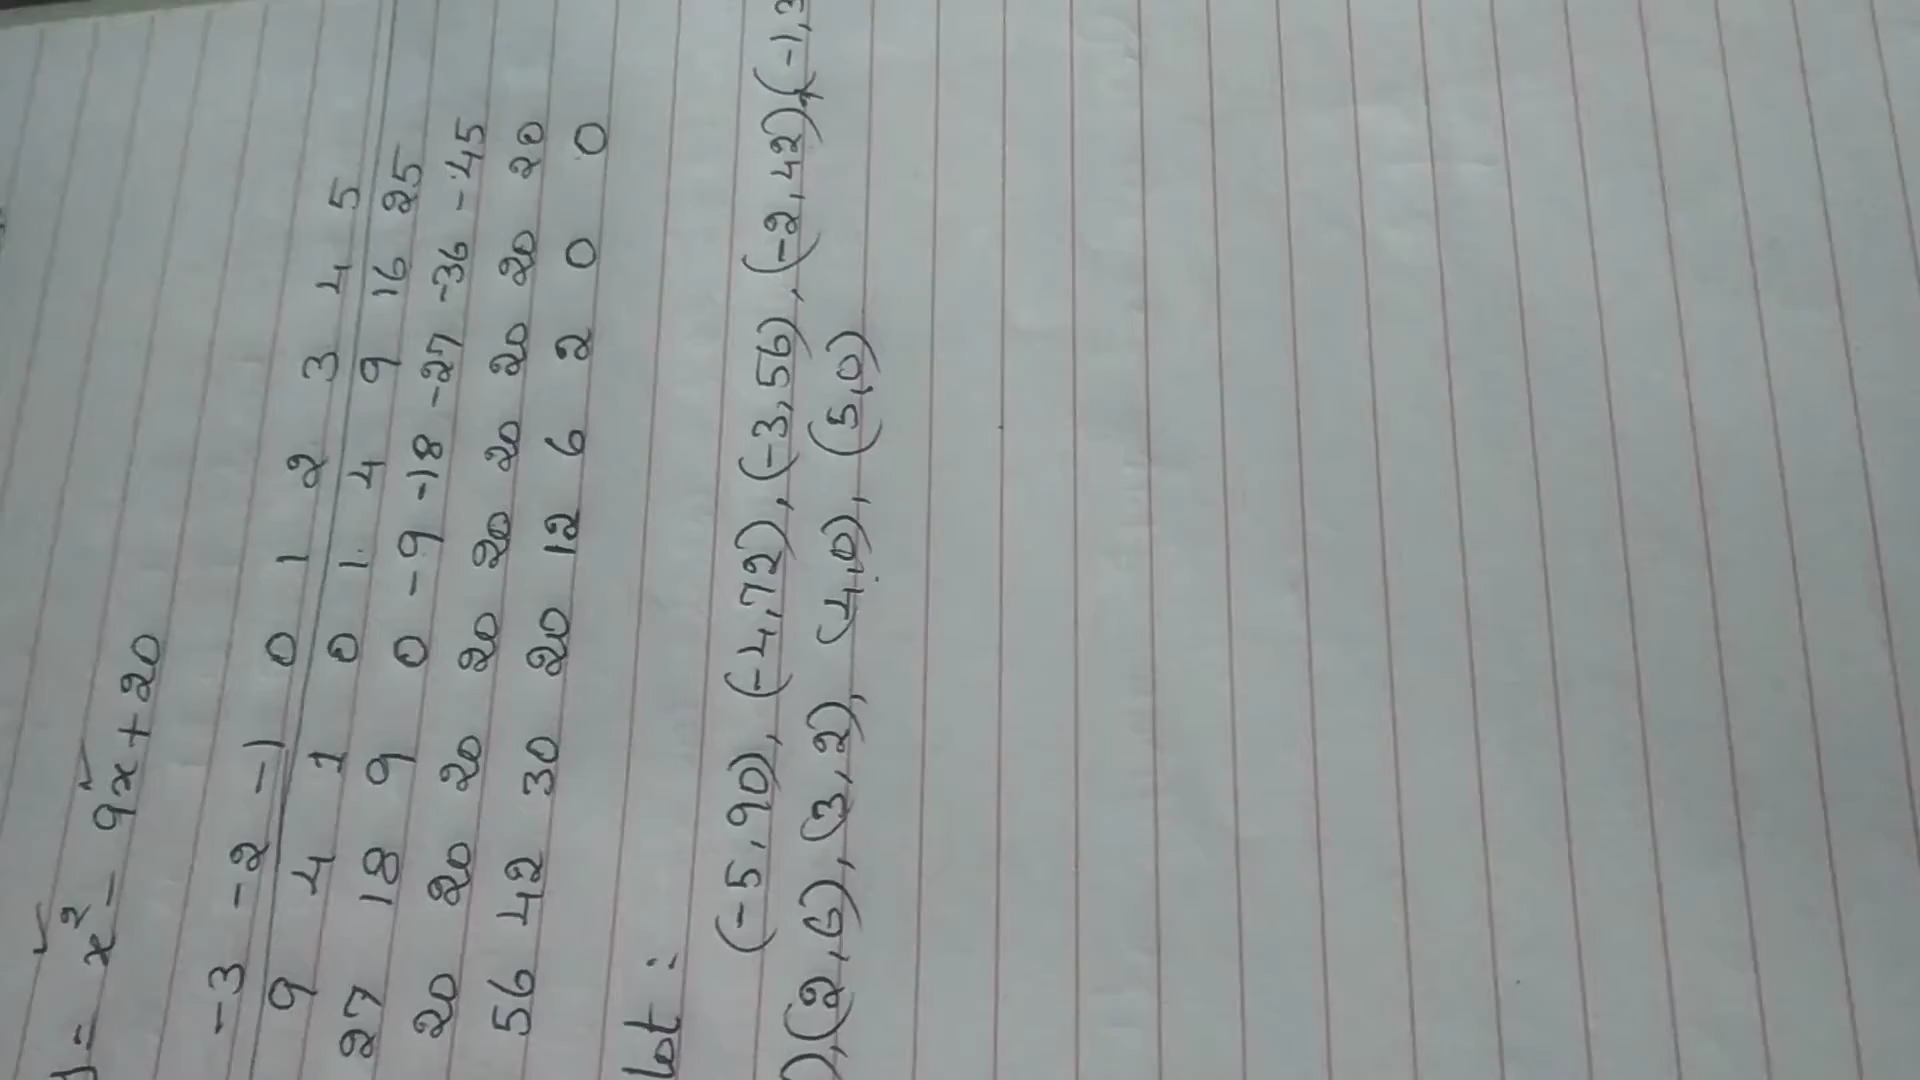 y = x² - 9x + 20
-3 -2 -1 0 1 2 3 4 5
9 4 1 0 1 4 9 16 25
27 18 9 0 -9 -18 -27 -36 -45
20 20 20 20 20 20 20 20 20
56 42 30 20 12 6 2 0 0
lot :
(-5,90), (-4,72), (-3,56), (-2,42), (-1,3
), (2,6), (3,2), (4,0), (5,0)